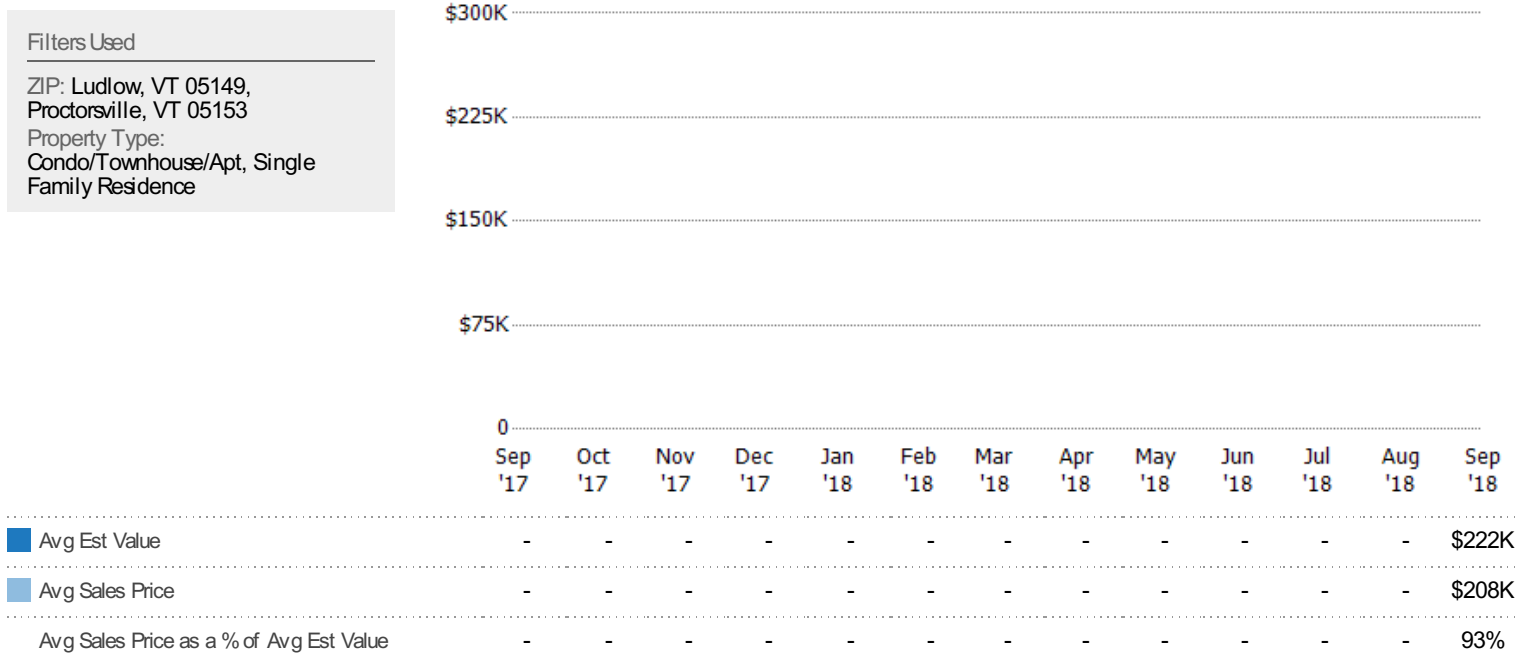 Filters Used
ZIP: Ludlow, VT 05149,
Proctorsville, VT 05153
Property Type:
Condo/Townhouse/Apt, Single
Family Residence
$300K
$225K
$150K
$75K
0
Sep Oct Nov Dec Jan Feb Mar Apr May Jun Jul Aug Sep
'17 '17 '17 '17 '18 '18 '18 '18 '18 '18 '18 '18 '18
Avg Est Value - - - - - - - - - - - - $222K
Avg Sales Price - - - - - - - - - - - - $208K
Avg Sales Price as a % of Avg Est Value - - - - - - - - - - - - 93%